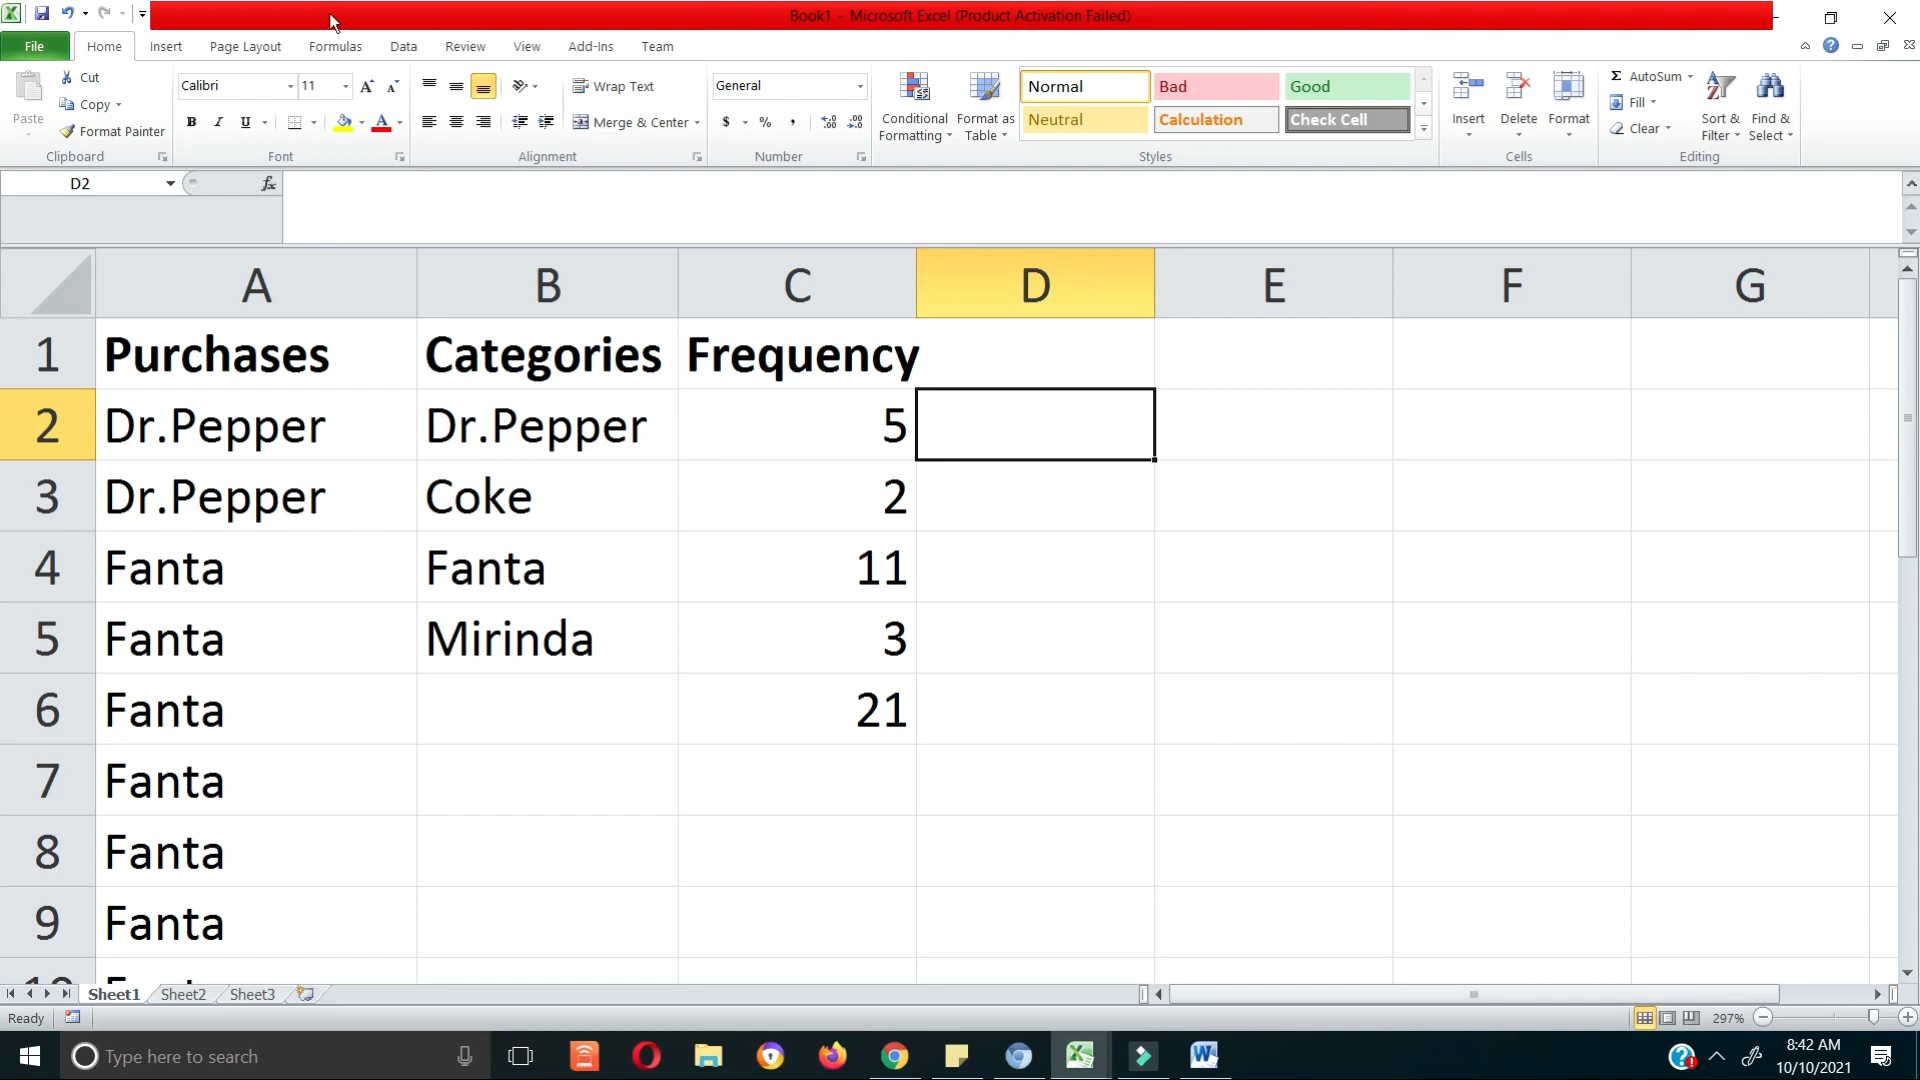 Book1 - Microsoft Excel (Product Activation Failed)
File Home Insert Page Layout Formulas Data Review View Add-Ins Team
Paste Cut Copy Format Painter
Calibri 11
B I U
Wrap Text
Merge & Center
General
$ % ,
Conditional Formatting
Format as Table
Normal Bad Good
Neutral Calculation Check Cell
Insert Delete Format
Σ AutoSum
Fill
Clear
Sort & Filter
Find & Select
Clipboard Font Alignment Number Styles Cells Editing
D2 fx
A B C D E F G
1 Purchases Categories Frequency
2 Dr.Pepper Dr.Pepper 5
3 Dr.Pepper Coke 2
4 Fanta Fanta 11
5 Fanta Mirinda 3
6 Fanta 21
7 Fanta
8 Fanta
9 Fanta
Sheet1 Sheet2 Sheet3
Ready 297%
Type here to search
8:42 AM
10/10/2021